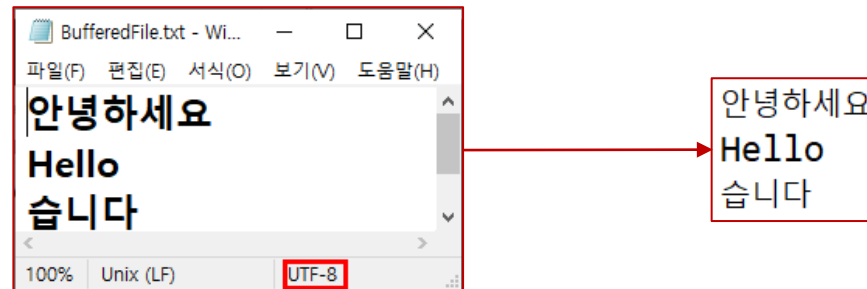 BufferedFile.txt - Wi...
파일(F) 편집(E) 서식(O) 보기(V) 도움말(H)
안녕하세요
Hello
습니다
100% Unix (LF) UTF-8
안녕하세요
Hello
습니다